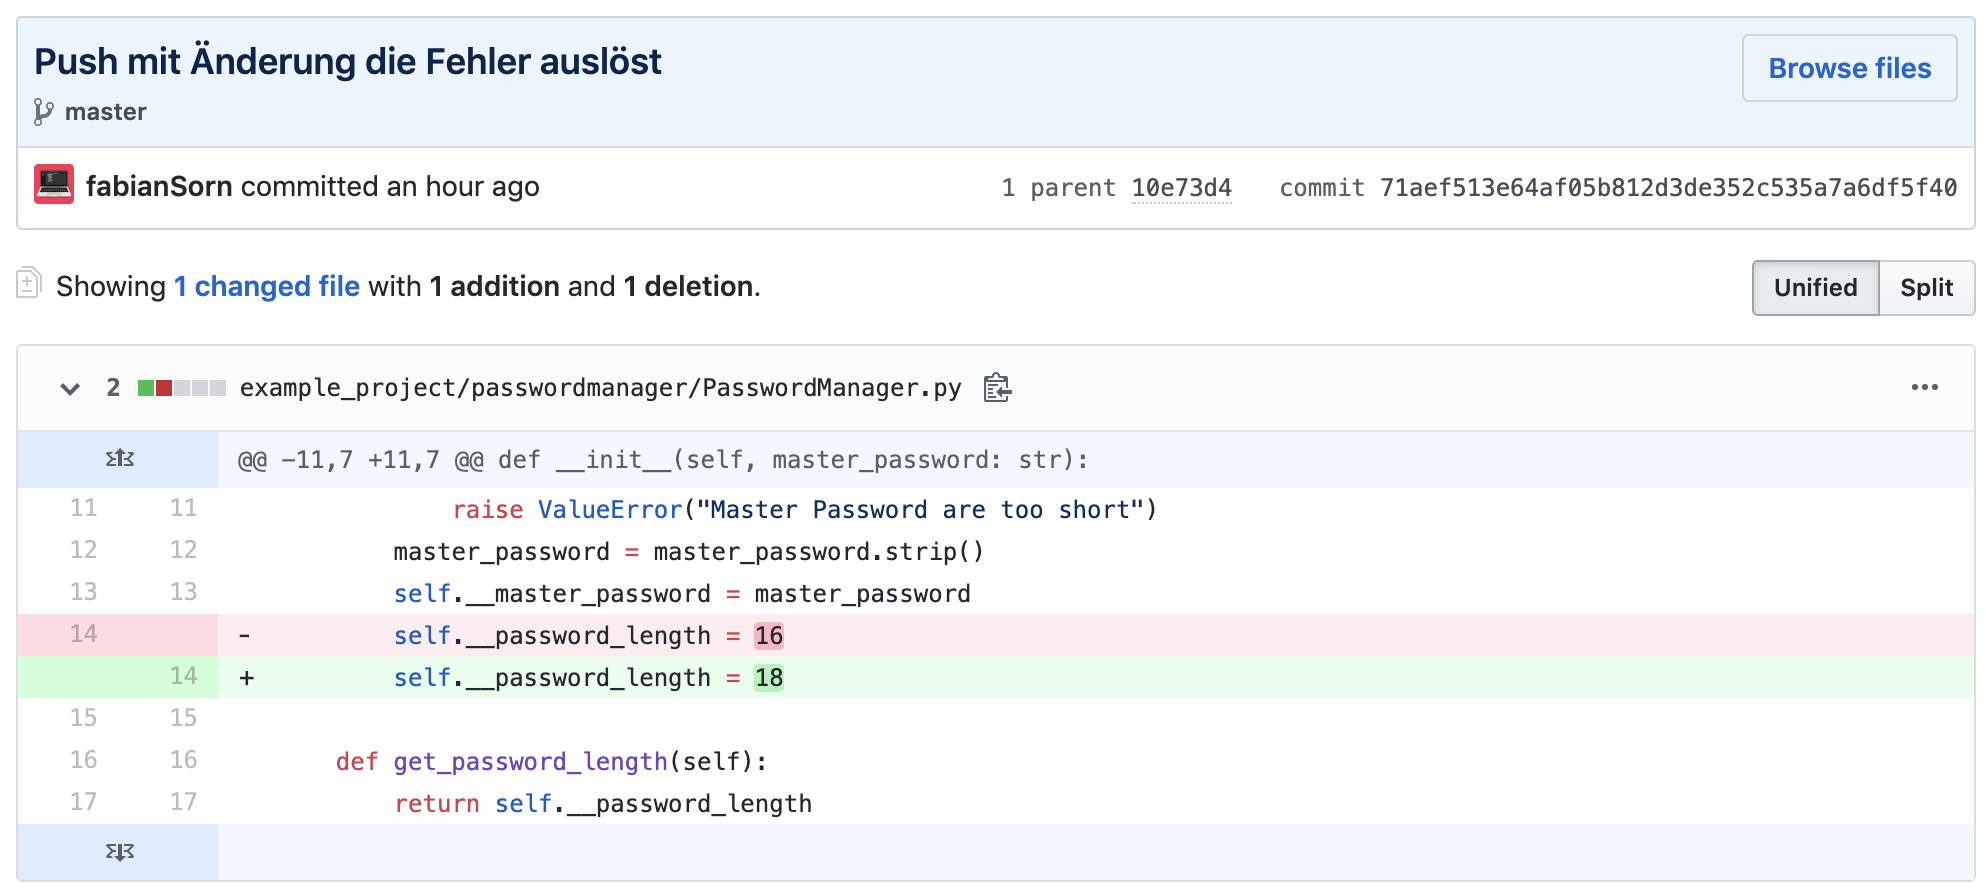 Push mit Änderung die Fehler auslöst
Browse files
master
fabianSorn committed an hour ago
1 parent 10e73d4 commit 71aef513e64af05b812d3de352c535a7a6df5f40
Showing 1 changed file with 1 addition and 1 deletion.
Unified Split
2 example_project/passwordmanager/PasswordManager.py
@@ -11,7 +11,7 @@ def __init__(self, master_password: str):
11 11 raise ValueError("Master Password are too short")
12 12 master_password = master_password.strip()
13 13 self.__master_password = master_password
14 - self.__password_length = 16
14 + self.__password_length = 18
15 15
16 16 def get_password_length(self):
17 17 return self.__password_length